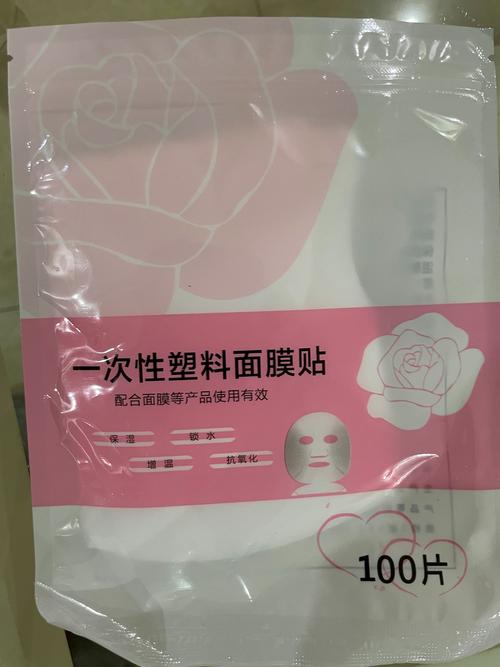 一次性塑料面膜贴
配合面膜等产品使用有效
保湿
锁水
增温
抗氧化
100片